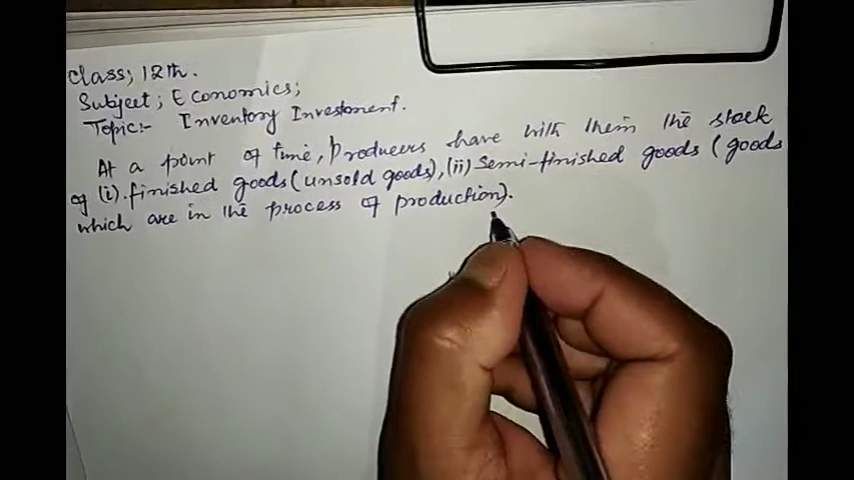 Class; 12th.
Subject; Economics;
Topic:- Inventory Investment.
At a point of time, Producers have with them the stock
of (i). finished goods (unsold goods), (ii) Semi-finished goods (goods
which are in the process of production).